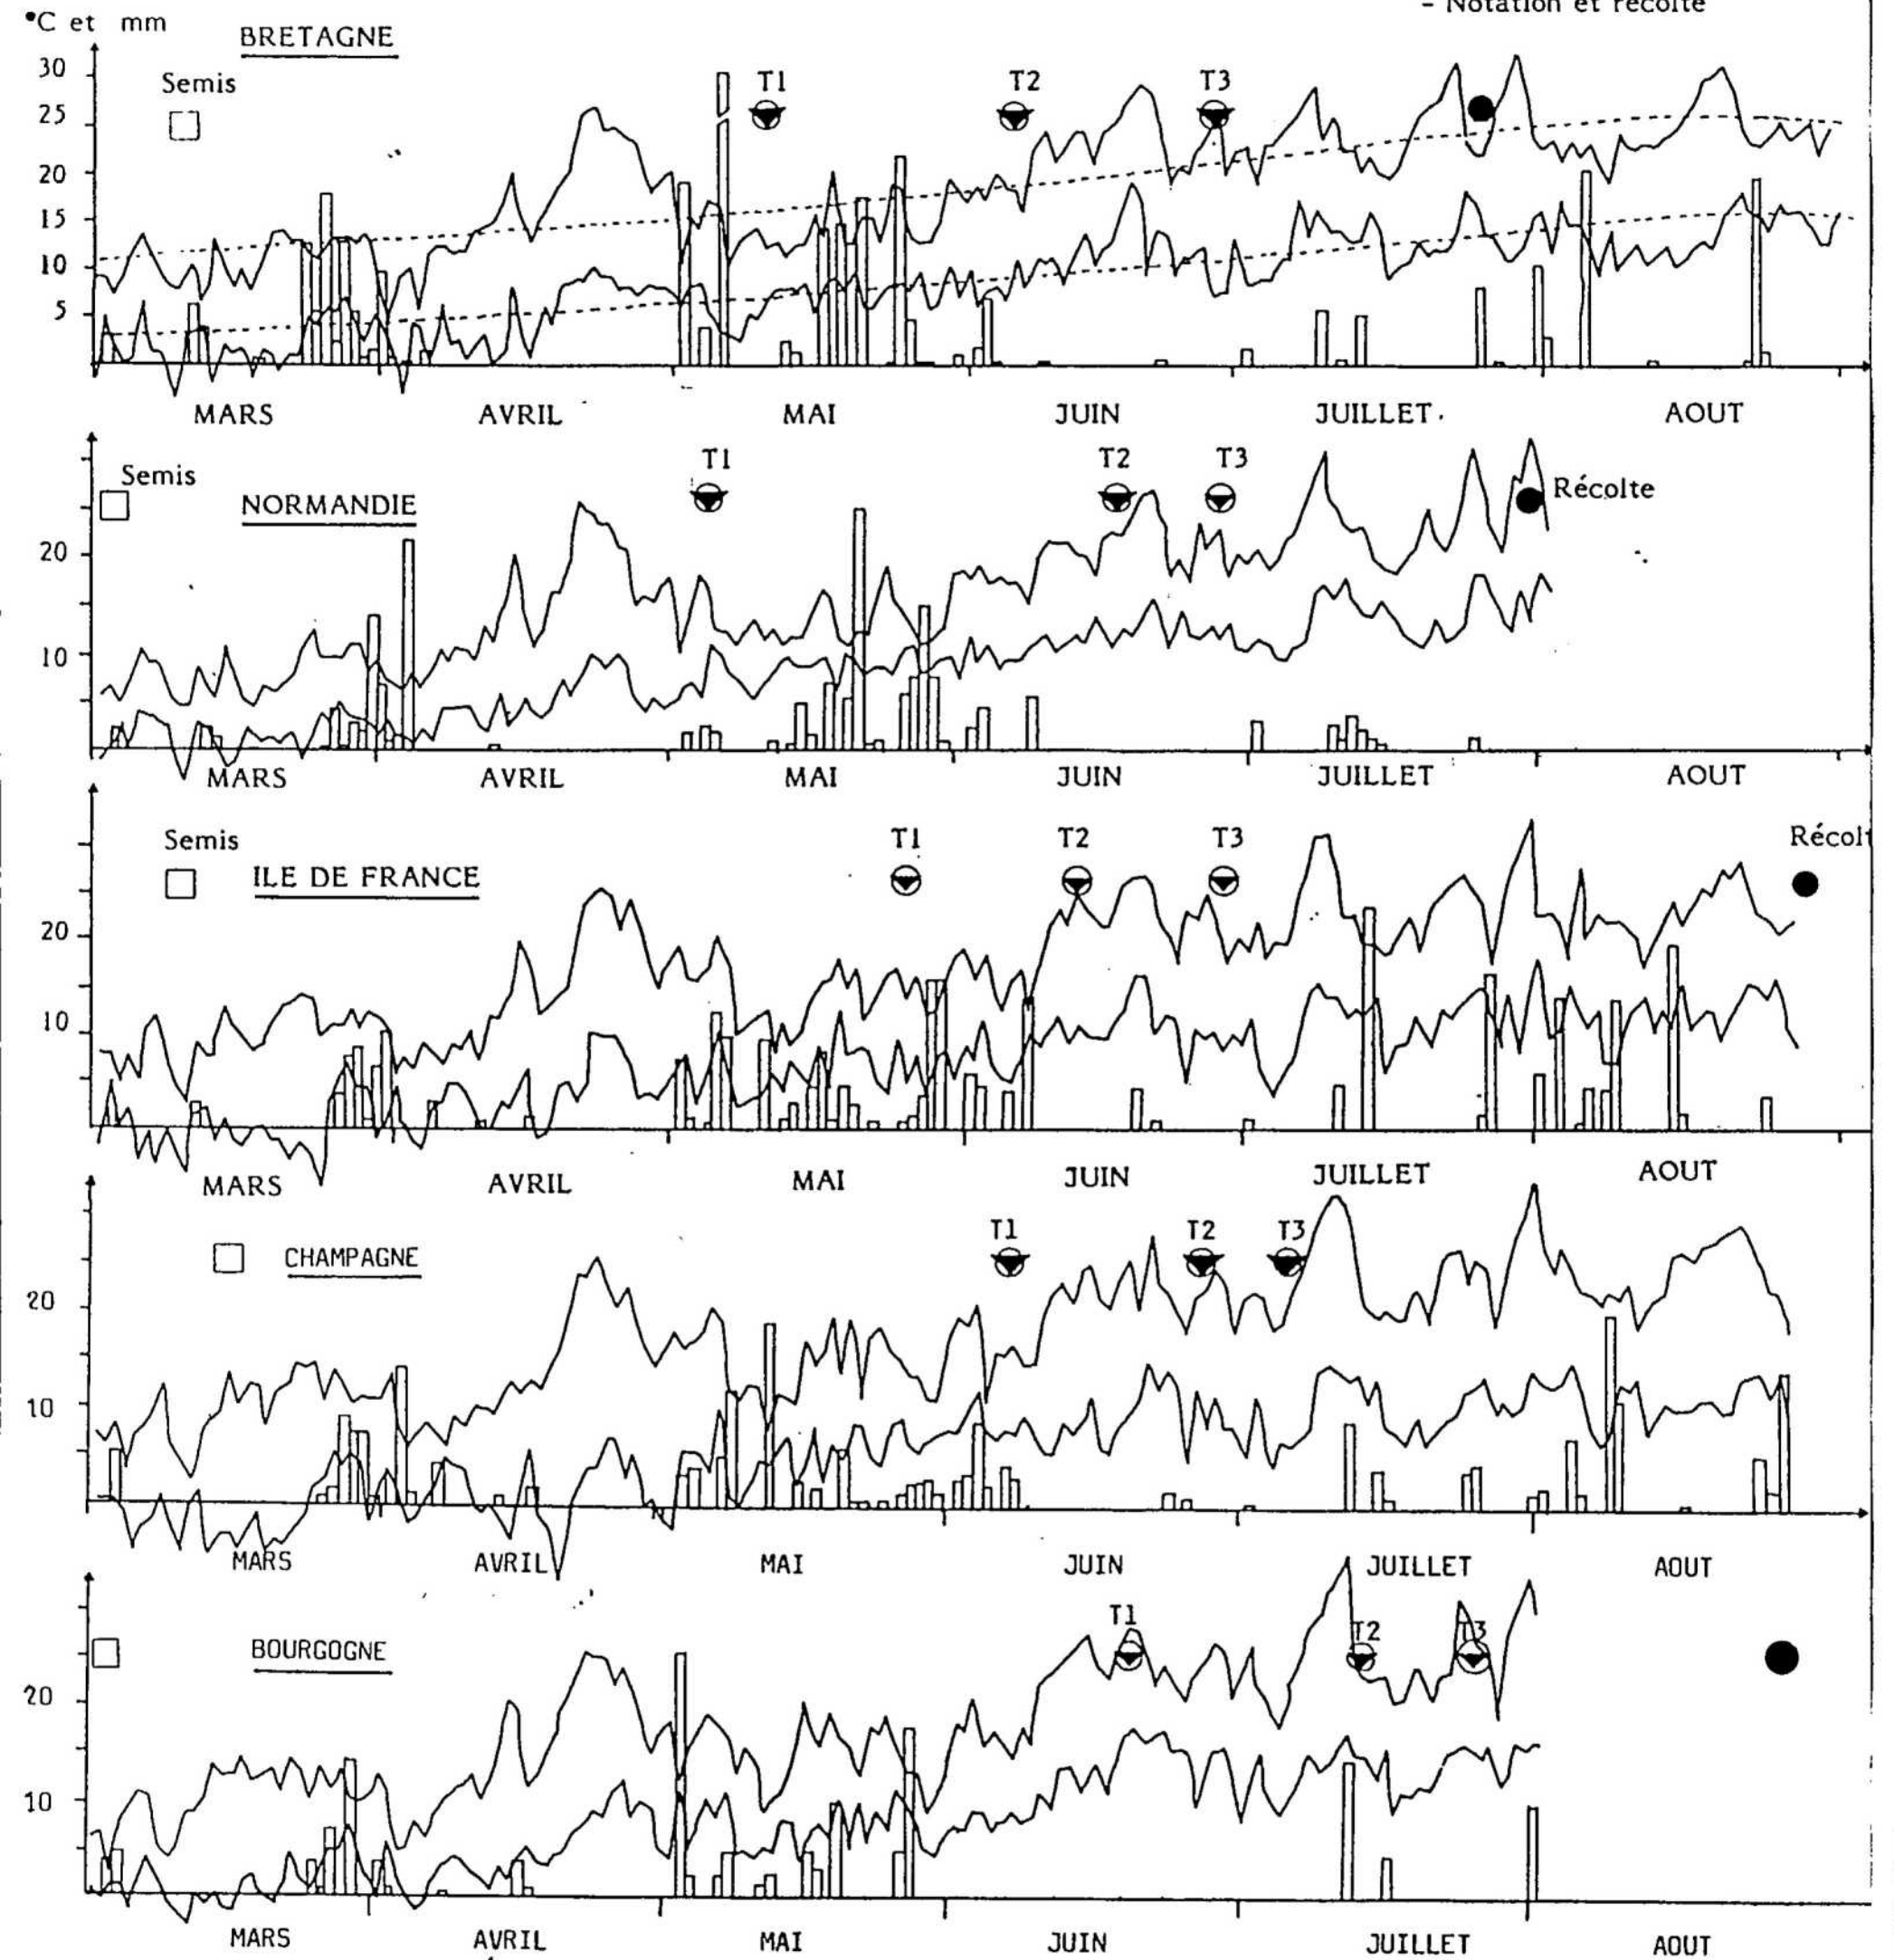 - Notation et récolte
°C et mm
BRETAGNE
30
Semis
T1
T2
T3
25
20
15
10
5
MARS AVRIL MAI JUIN JUILLET. AOUT
T1
T2
T3
Semis
NORMANDIE
Récolte
20
10
MARS AVRIL MAI JUIN JUILLET AOUT
Semis
T1
T2
T3
Récolt
ILE DE FRANCE
20
10
MARS AVRIL MAI JUIN JUILLET AOUT
T1
T2
T3
CHAMPAGNE
20
10
MARS AVRIL MAI JUIN JUILLET AOUT
T1
T2
T3
BOURGOGNE
20
10
MARS AVRIL MAI JUIN JUILLET AOUT